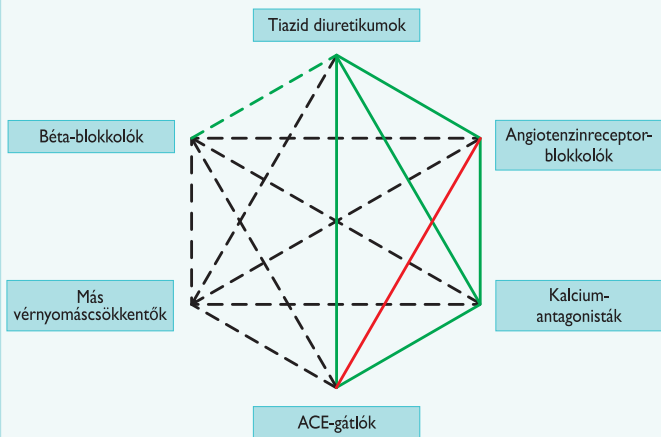 Tiazid diuretikumok
Béta-blokkolók
Angiotenzinreceptor-
blokkolók
Más
vérnyomáscsökkentők
Kalcium-
antagonisták
ACE-gátlók